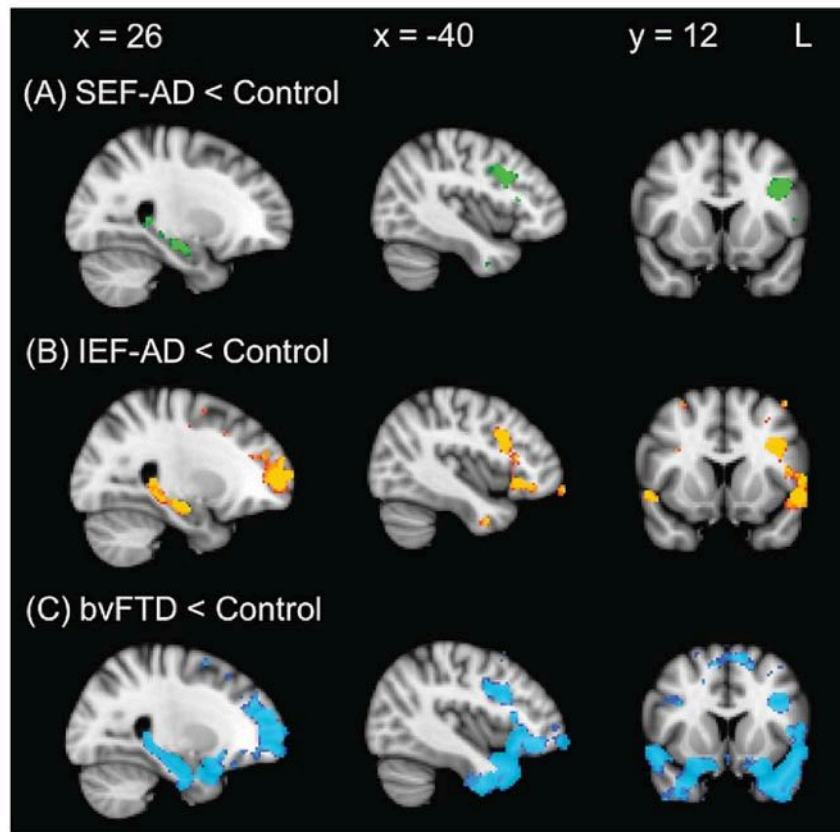 x = 26 x = -40 y = 12 L
(A) SEF-AD < Control
(B) IEF-AD < Control
(C) bvFTD < Control